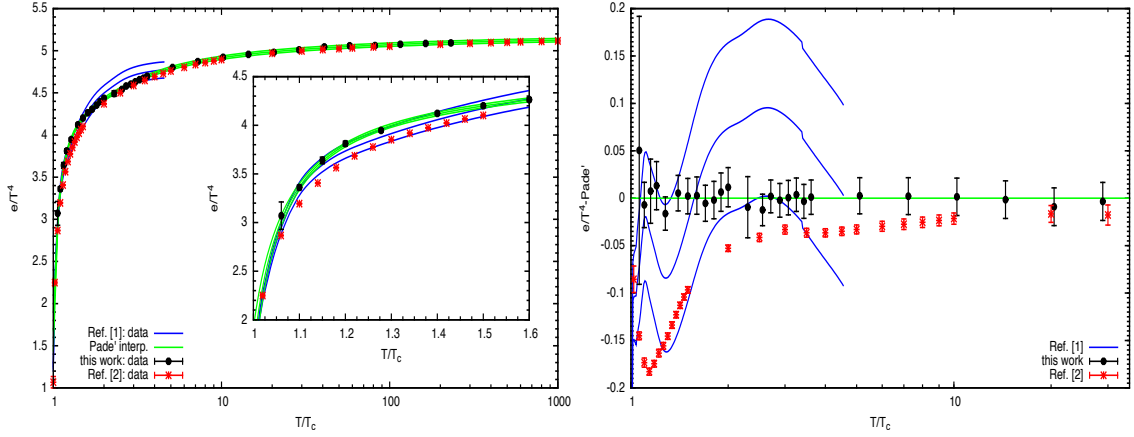 5.5
5
4.5
4
3.5
3
2.5
2
1.5
1
e/T⁴
1
10
100
1000
T/Tc
Ref. [1]: data
Pade' interp.
this work: data
Ref. [2]: data
4.5
4
3.5
3
2.5
2
e/T⁴
1
1.1
1.2
1.3
1.4
1.5
1.6
T/Tc
0.2
0.15
0.1
0.05
0
-0.05
-0.1
-0.15
-0.2
e/T⁴-Pade'
1
10
T/Tc
Ref. [1]
this work
Ref. [2]